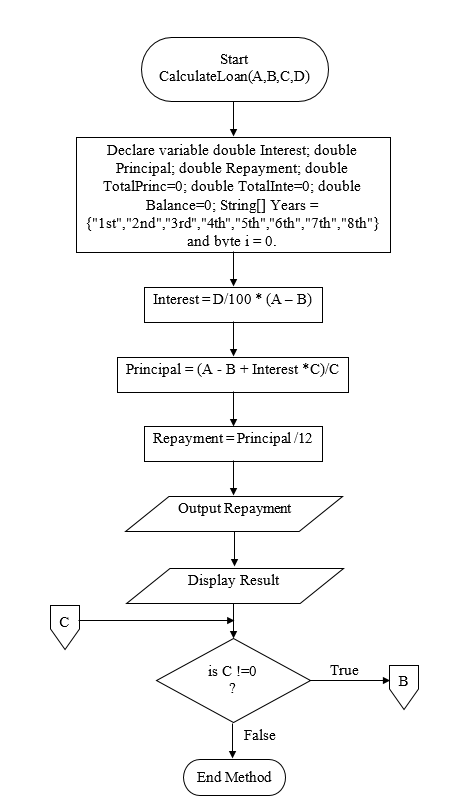 Start
CalculateLoan(A,B,C,D)
Declare variable double Interest; double
Principal; double Repayment; double
TotalPrinc=0; double TotalInte=0; double
Balance=0; String[] Years =
{"1st","2nd","3rd","4th","5th","6th","7th","8th"}
and byte i = 0.
Interest = D/100 * (A – B)
Principal = (A - B + Interest *C)/C
Repayment = Principal /12
Output Repayment
Display Result
C
is C !=0
?
True
B
False
End Method